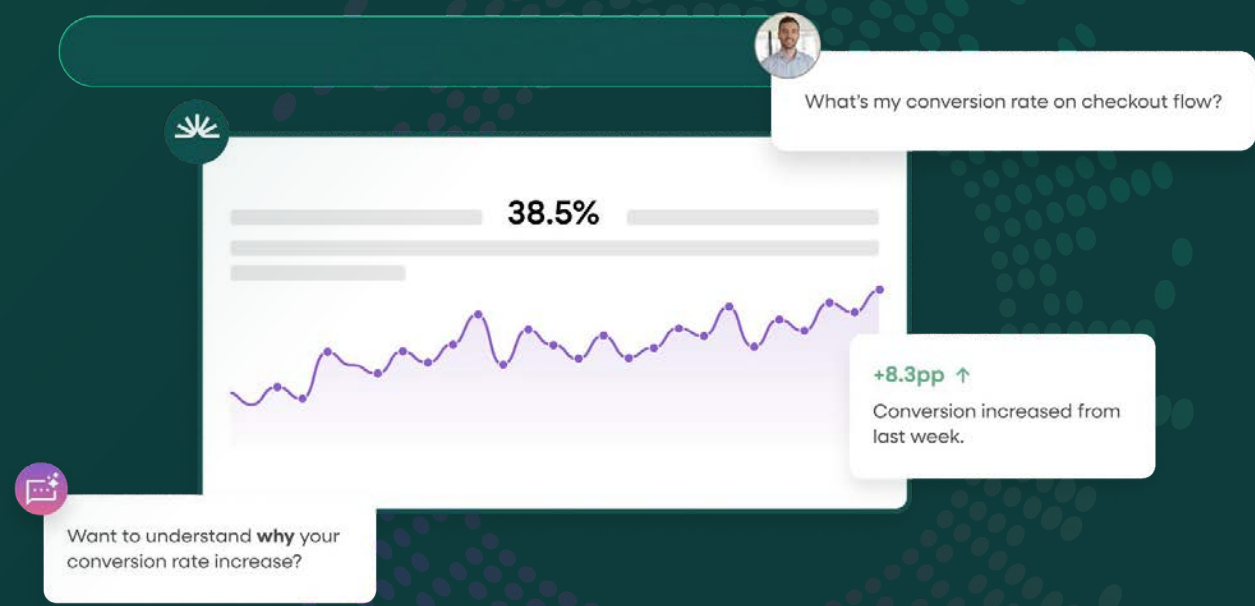 What's my conversion rate on checkout flow?
38.5%
+8.3pp ↑
Conversion increased from
last week.
Want to understand why your
conversion rate increase?